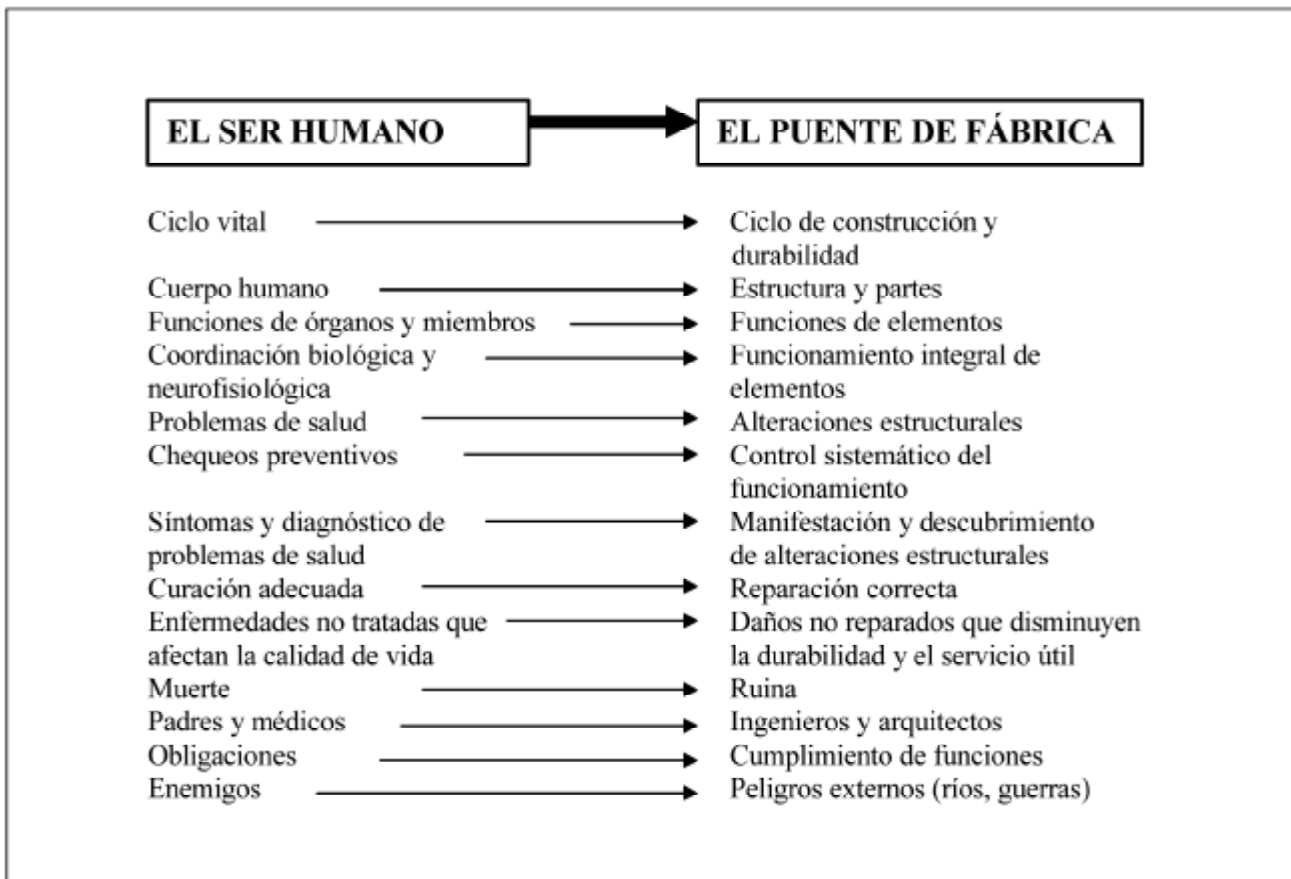 EL SER HUMANO EL PUENTE DE FÁBRICA
Ciclo vital Ciclo de construcción y
durabilidad
Cuerpo humano Estructura y partes
Funciones de órganos y miembros Funciones de elementos
Coordinación biológica y Funcionamiento integral de
neurofisiológica elementos
Problemas de salud Alteraciones estructurales
Chequeos preventivos Control sistemático del
funcionamiento
Síntomas y diagnóstico de Manifestación y descubrimiento
problemas de salud de alteraciones estructurales
Curación adecuada Reparación correcta
Enfermedades no tratadas que Daños no reparados que disminuyen
afectan la calidad de vida la durabilidad y el servicio útil
Muerte Ruina
Padres y médicos Ingenieros y arquitectos
Obligaciones Cumplimiento de funciones
Enemigos Peligros externos (ríos, guerras)